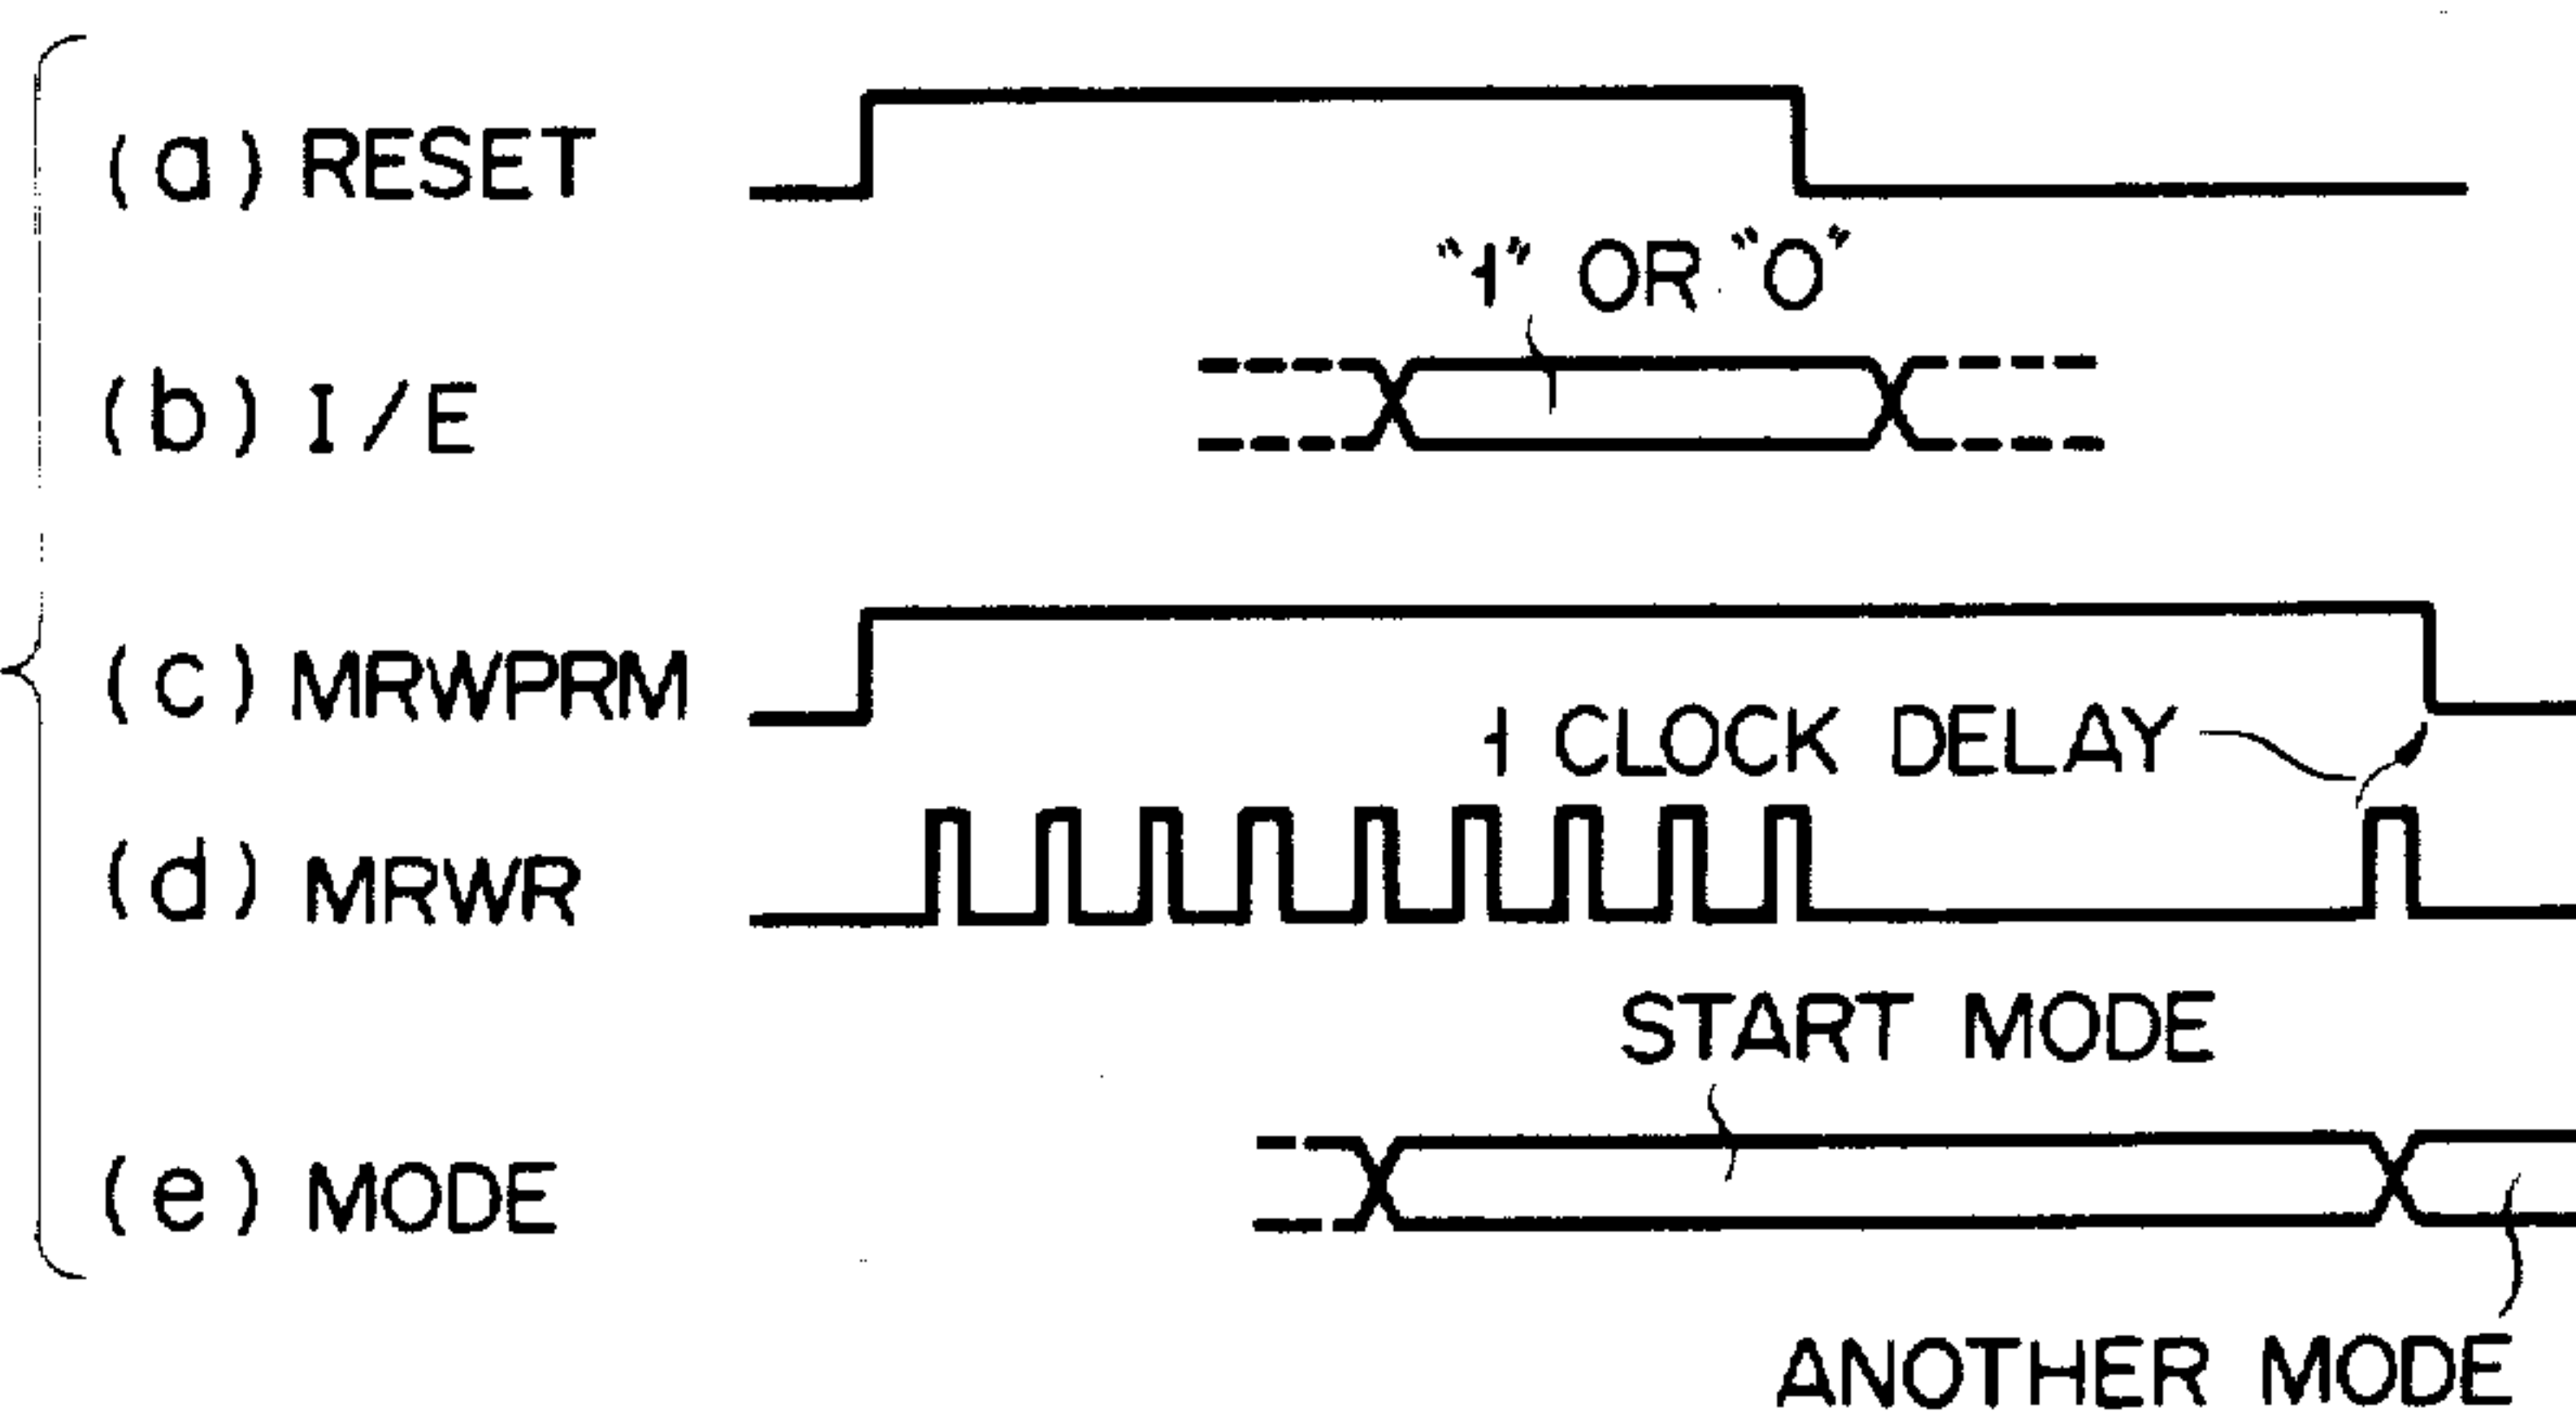 (a) RESET
"1" OR "0"
(b) I/E
(c) MRWPRM
1 CLOCK DELAY
(d) MRWR
START MODE
(e) MODE
ANOTHER MODE